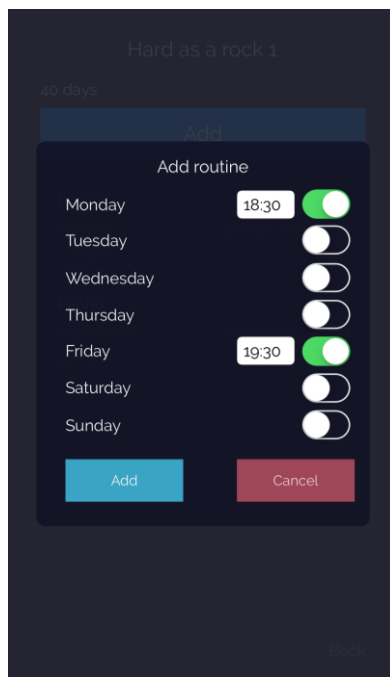 Hard as a rock 1
40 days
Add
Add routine
Monday 18:30
Tuesday
Wednesday
Thursday
Friday 19:30
Saturday
Sunday
Add Cancel
Back